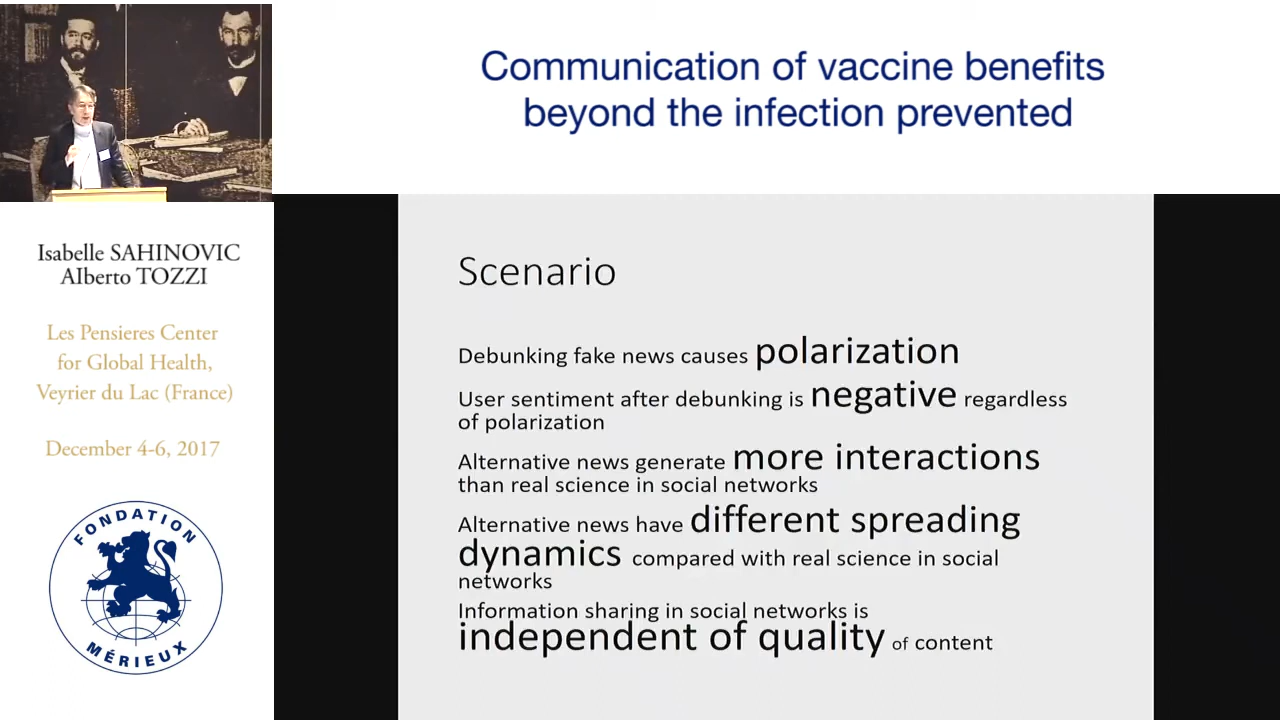 Communication of vaccine benefits
beyond the infection prevented
Isabelle SAHINOVIC
Alberto TOZZI
Les Pensieres Center
for Global Health,
Veyrier du Lac (France)
December 4-6, 2017
FONDATION
MÉRIEUX
Scenario
Debunking fake news causes polarization
User sentiment after debunking is negative regardless
of polarization
Alternative news generate more interactions
than real science in social networks
Alternative news have different spreading
dynamics compared with real science in social
networks
Information sharing in social networks is
independent of quality of content